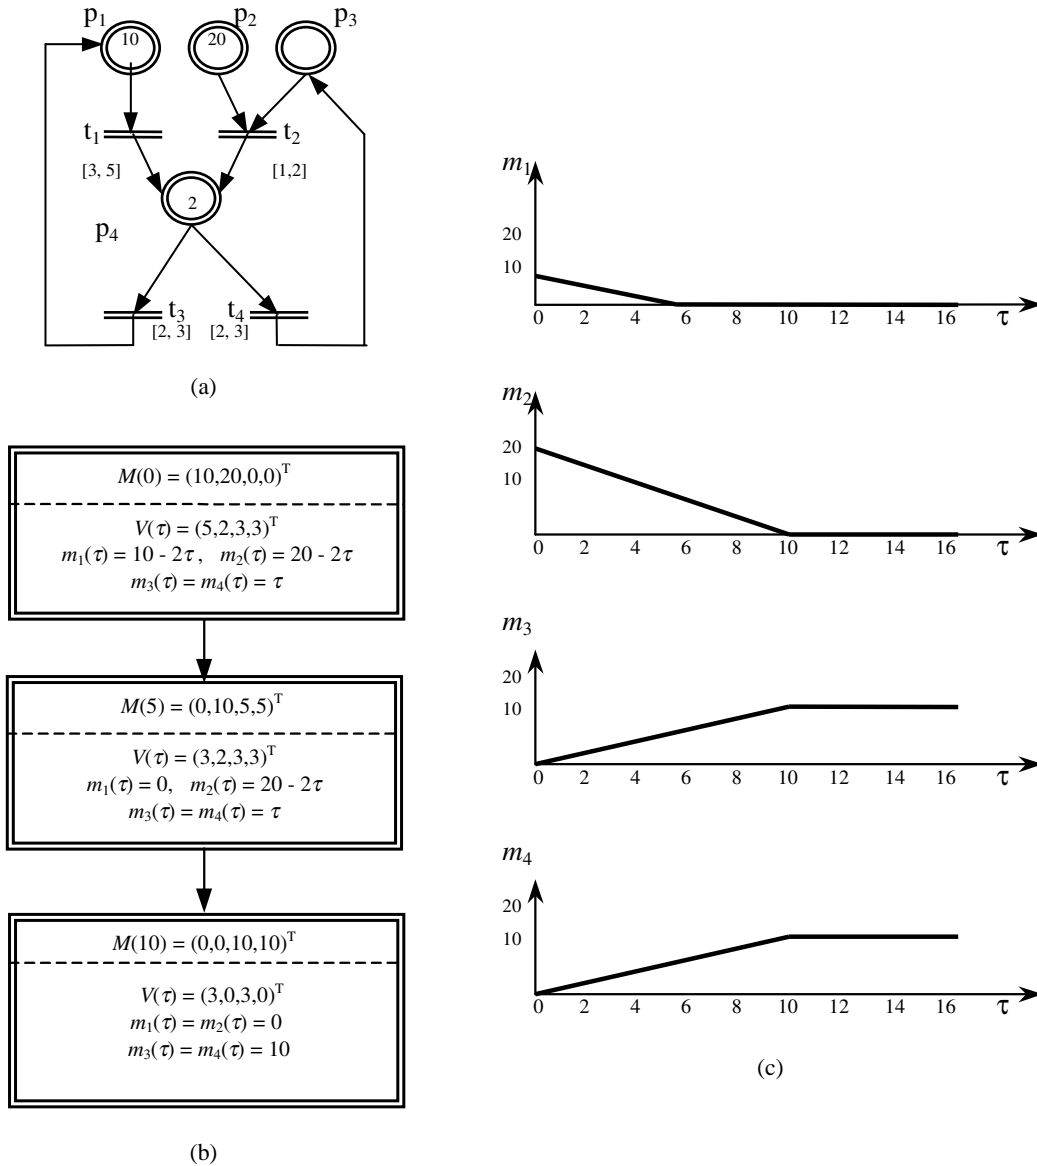 p1 p2 p3
10 20
t1 t2
[3, 5] [1,2]
2
p4
t3 t4
[2, 3] [2, 3]
(a)
M(0) = (10,20,0,0)^T
V(τ) = (5,2,3,3)^T
m1(τ) = 10 - 2τ , m2(τ) = 20 - 2τ
m3(τ) = m4(τ) = τ
M(5) = (0,10,5,5)^T
V(τ) = (3,2,3,3)^T
m1(τ) = 0, m2(τ) = 20 - 2τ
m3(τ) = m4(τ) = τ
M(10) = (0,0,10,10)^T
V(τ) = (3,0,3,0)^T
m1(τ) = m2(τ) = 0
m3(τ) = m4(τ) = 10
(b)
m1
20
10
0 2 4 6 8 10 12 14 16 τ
m2
20
10
0 2 4 6 8 10 12 14 16 τ
m3
20
10
0 2 4 6 8 10 12 14 16 τ
m4
20
10
0 2 4 6 8 10 12 14 16 τ
(c)